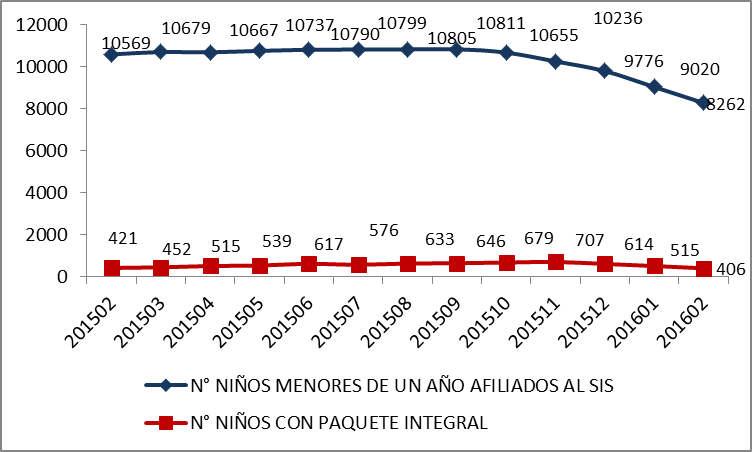 12000
10000
8000
6000
4000
2000
0
10569 10679 10667 10737 10790 10799 10805 10811 10655 10236 9776 9020 8262
421 452 515 539 617 576 633 646 679 707 614 515 406
201502 201503 201504 201505 201506 201507 201508 201509 201510 201511 201512 201601 201602
N° NIÑOS MENORES DE UN AÑO AFILIADOS AL SIS
N° NIÑOS CON PAQUETE INTEGRAL